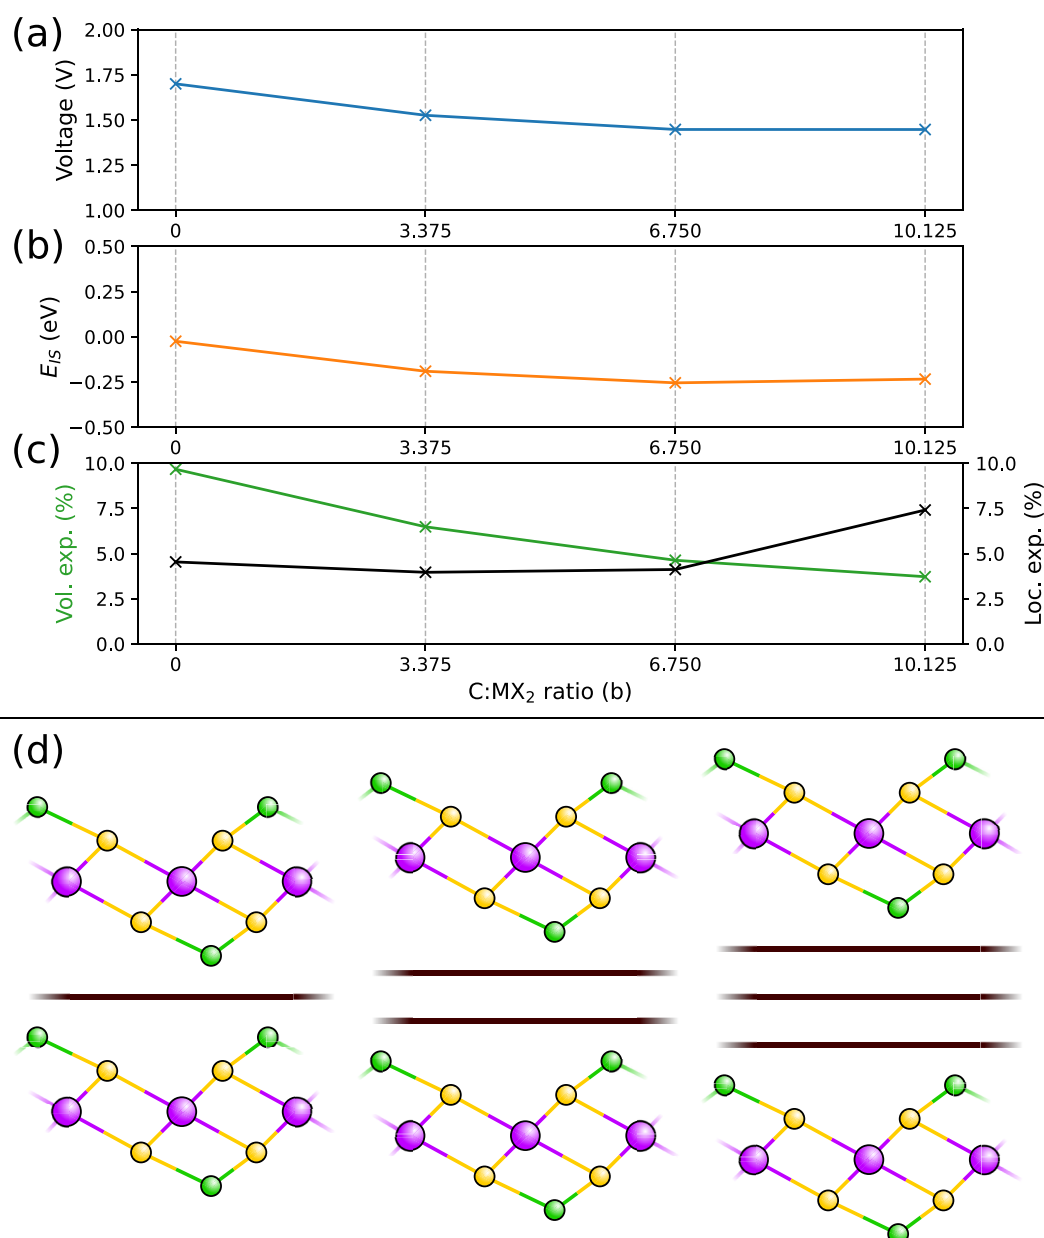 (a)
Voltage (V)
2.00
1.75
1.50
1.25
1.00
0 3.375 6.750 10.125
(b)
E_IS (eV)
0.50
0.25
0.00
−0.25
−0.50
0 3.375 6.750 10.125
(c)
Vol. exp. (%)
10.0
7.5
5.0
2.5
0.0
10.0
7.5
5.0
2.5
0.0
Loc. exp. (%)
0 3.375 6.750 10.125
C:MX₂ ratio (b)
(d)